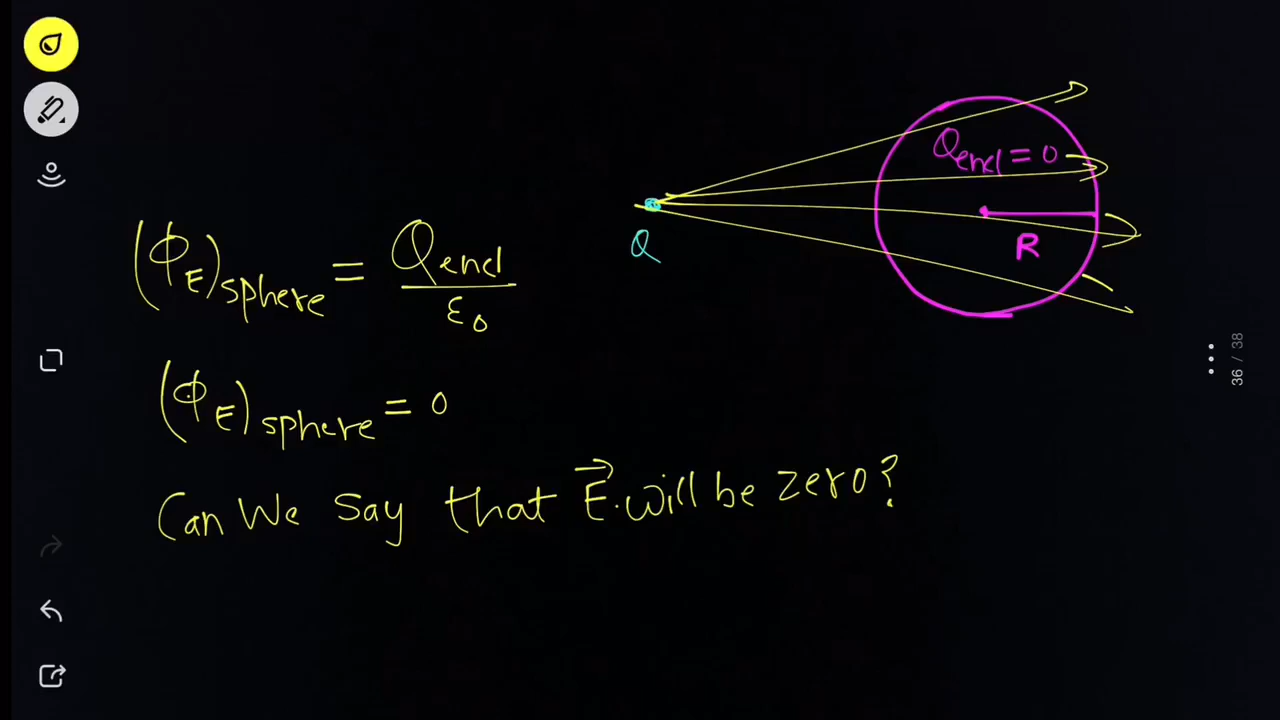 Qencl = 0
Q
R
(ΦE)sphere = Qencl / ε0
(ΦE)sphere = 0
Can We Say that E⃗ will be zero?
36 / 38